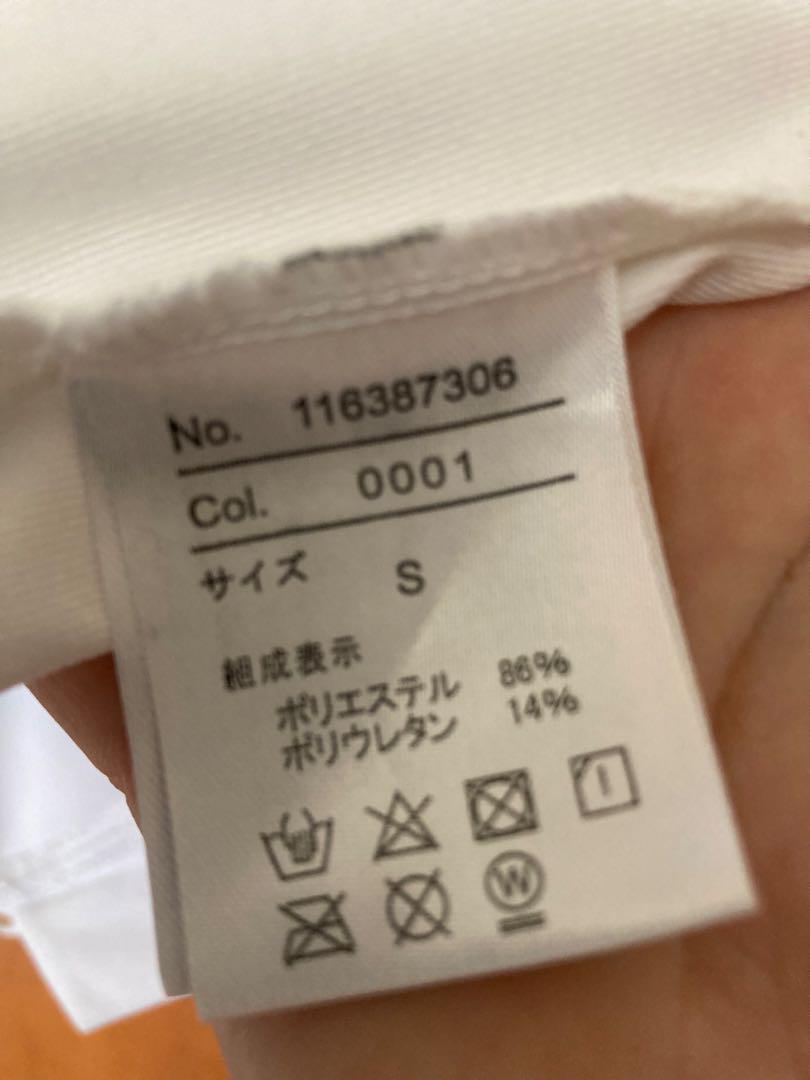 No. 116387306
Col. 0001
サイズ S
組成表示
ポリエステル 86%
ポリウレタン 14%
W